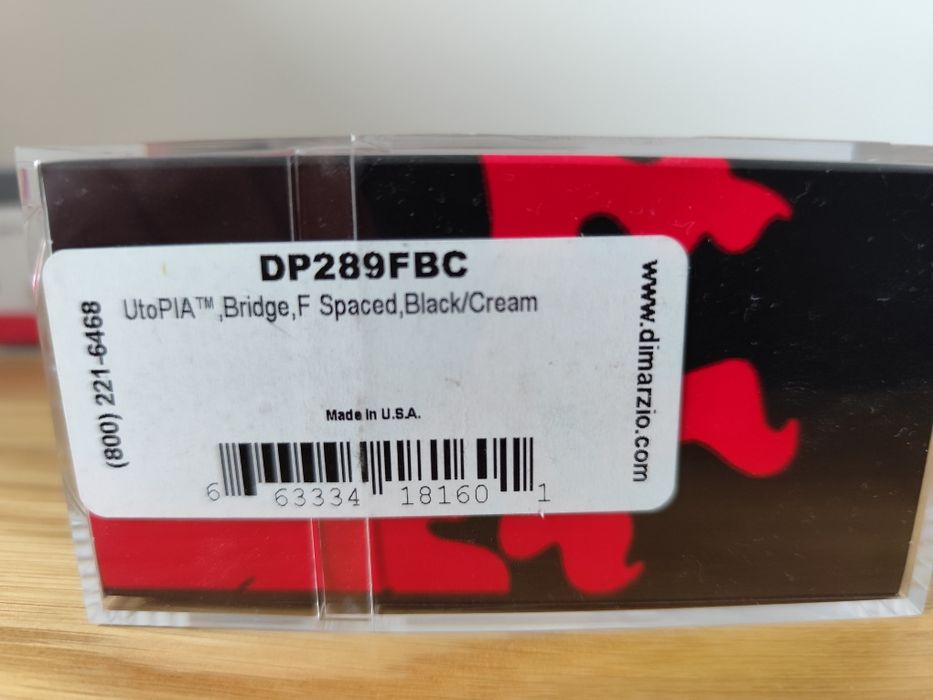 DP289FBC
UtoPIA™,Bridge,F Spaced,Black/Cream
(800) 221-6468
www.dimarzio.com
Made in U.S.A.
6 63334 18160 1